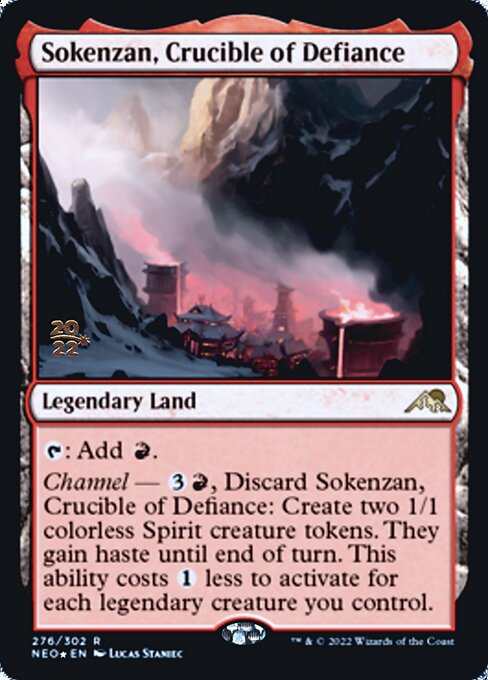 Sokenzan, Crucible of Defiance
20
22
Legendary Land
: Add .
Channel — 3, Discard Sokenzan,
Crucible of Defiance: Create two 1/1
colorless Spirit creature tokens. They
gain haste until end of turn. This
ability costs 1 less to activate for
each legendary creature you control.
276/302 R
NEO★EN Lucas Staniec
™ & © 2022 Wizards of the Coast